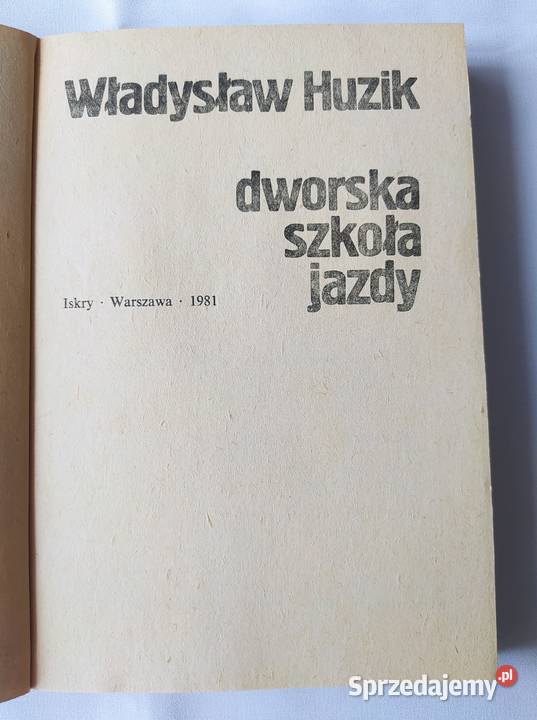 Władysław Huzik
dworska
szkoła
jazdy
Iskry · Warszawa · 1981
Sprzedajemy.pl